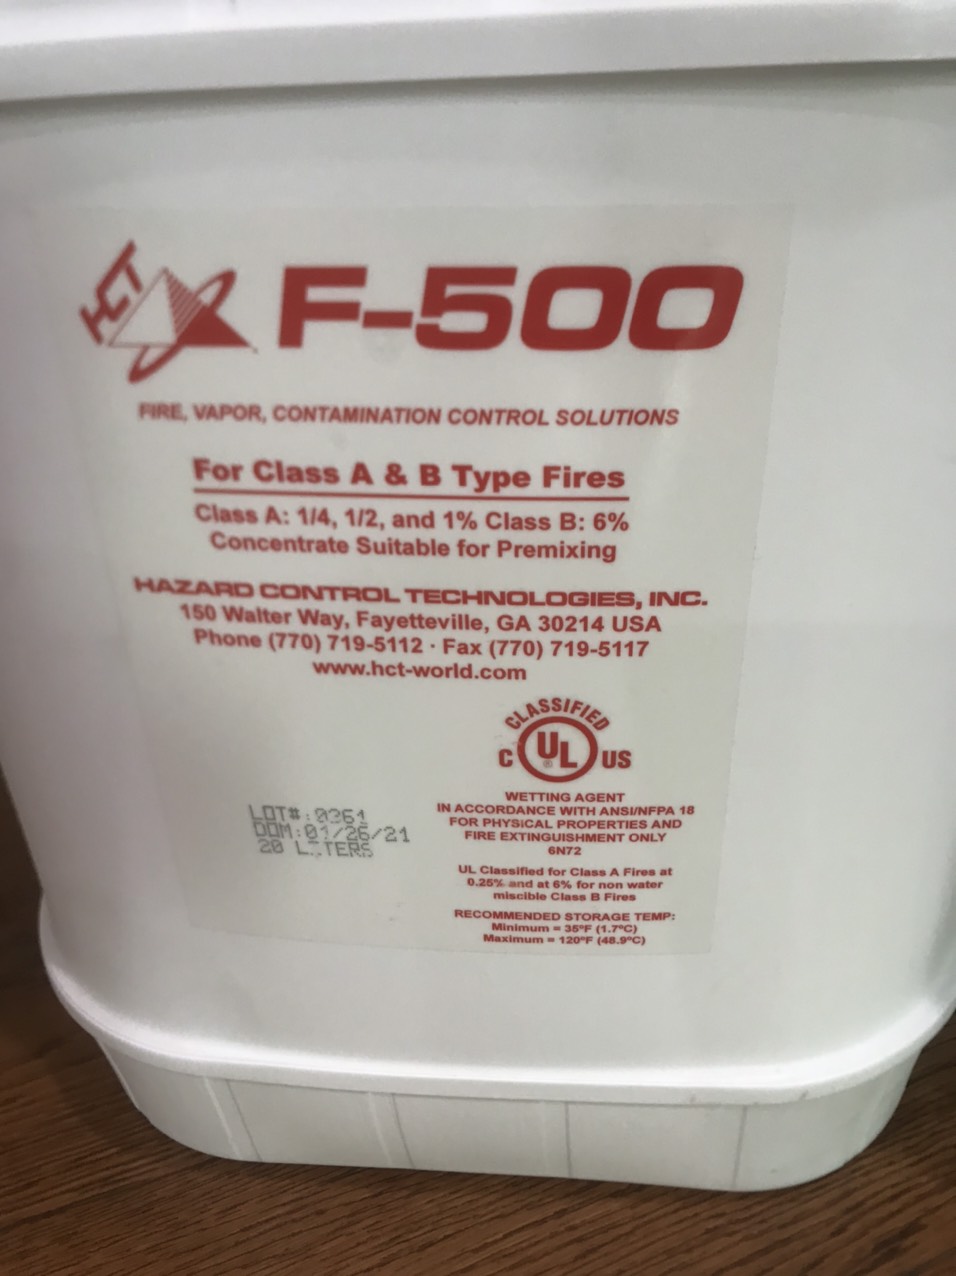 HCT
F-500
FIRE, VAPOR, CONTAMINATION CONTROL SOLUTIONS
For Class A & B Type Fires
Class A: 1/4, 1/2, and 1% Class B: 6%
Concentrate Suitable for Premixing
HAZARD CONTROL TECHNOLOGIES, INC.
150 Walter Way, Fayetteville, GA 30214 USA
Phone (770) 719-5112 · Fax (770) 719-5117
www.hct-world.com
CLASSIFIED
C UL® US
LOT#:0361
DOM:01/26/21
20 LITERS
WETTING AGENT
IN ACCORDANCE WITH ANSI/NFPA 18
FOR PHYSICAL PROPERTIES AND
FIRE EXTINGUISHMENT ONLY
6N72
UL Classified for Class A Fires at
0.25% and at 6% for non water
miscible Class B Fires
RECOMMENDED STORAGE TEMP:
Minimum = 35ºF (1.7ºC)
Maximum = 120ºF (48.9ºC)